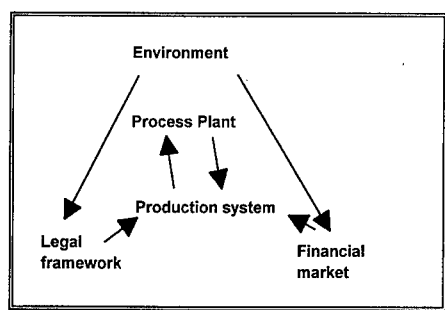 Environment
Process Plant
Production system
Legal
framework
Financial
market